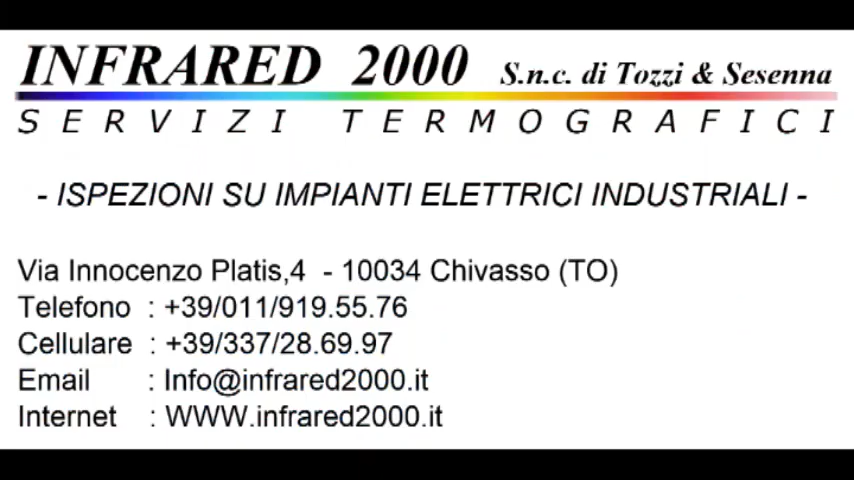 INFRARED 2000 S.n.c. di Tozzi & Sesenna
SERVIZI TERMOGRAFICI
- ISPEZIONI SU IMPIANTI ELETTRICI INDUSTRIALI -
Via Innocenzo Platis,4 - 10034 Chivasso (TO)
Telefono : +39/011/919.55.76
Cellulare : +39/337/28.69.97
Email : Info@infrared2000.it
Internet : WWW.infrared2000.it